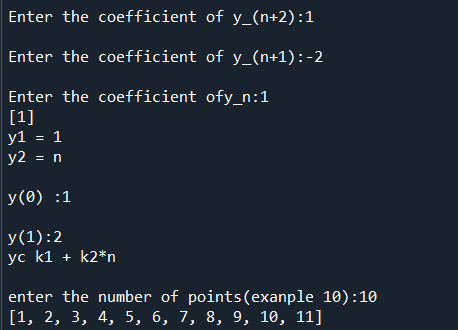 Enter the coefficient of y_(n+2):1
Enter the coefficient of y_(n+1):-2
Enter the coefficient ofy_n:1
[1]
y1 = 1
y2 = n
y(0) :1
y(1):2
yc k1 + k2*n
enter the number of points(exanple 10):10
[1, 2, 3, 4, 5, 6, 7, 8, 9, 10, 11]